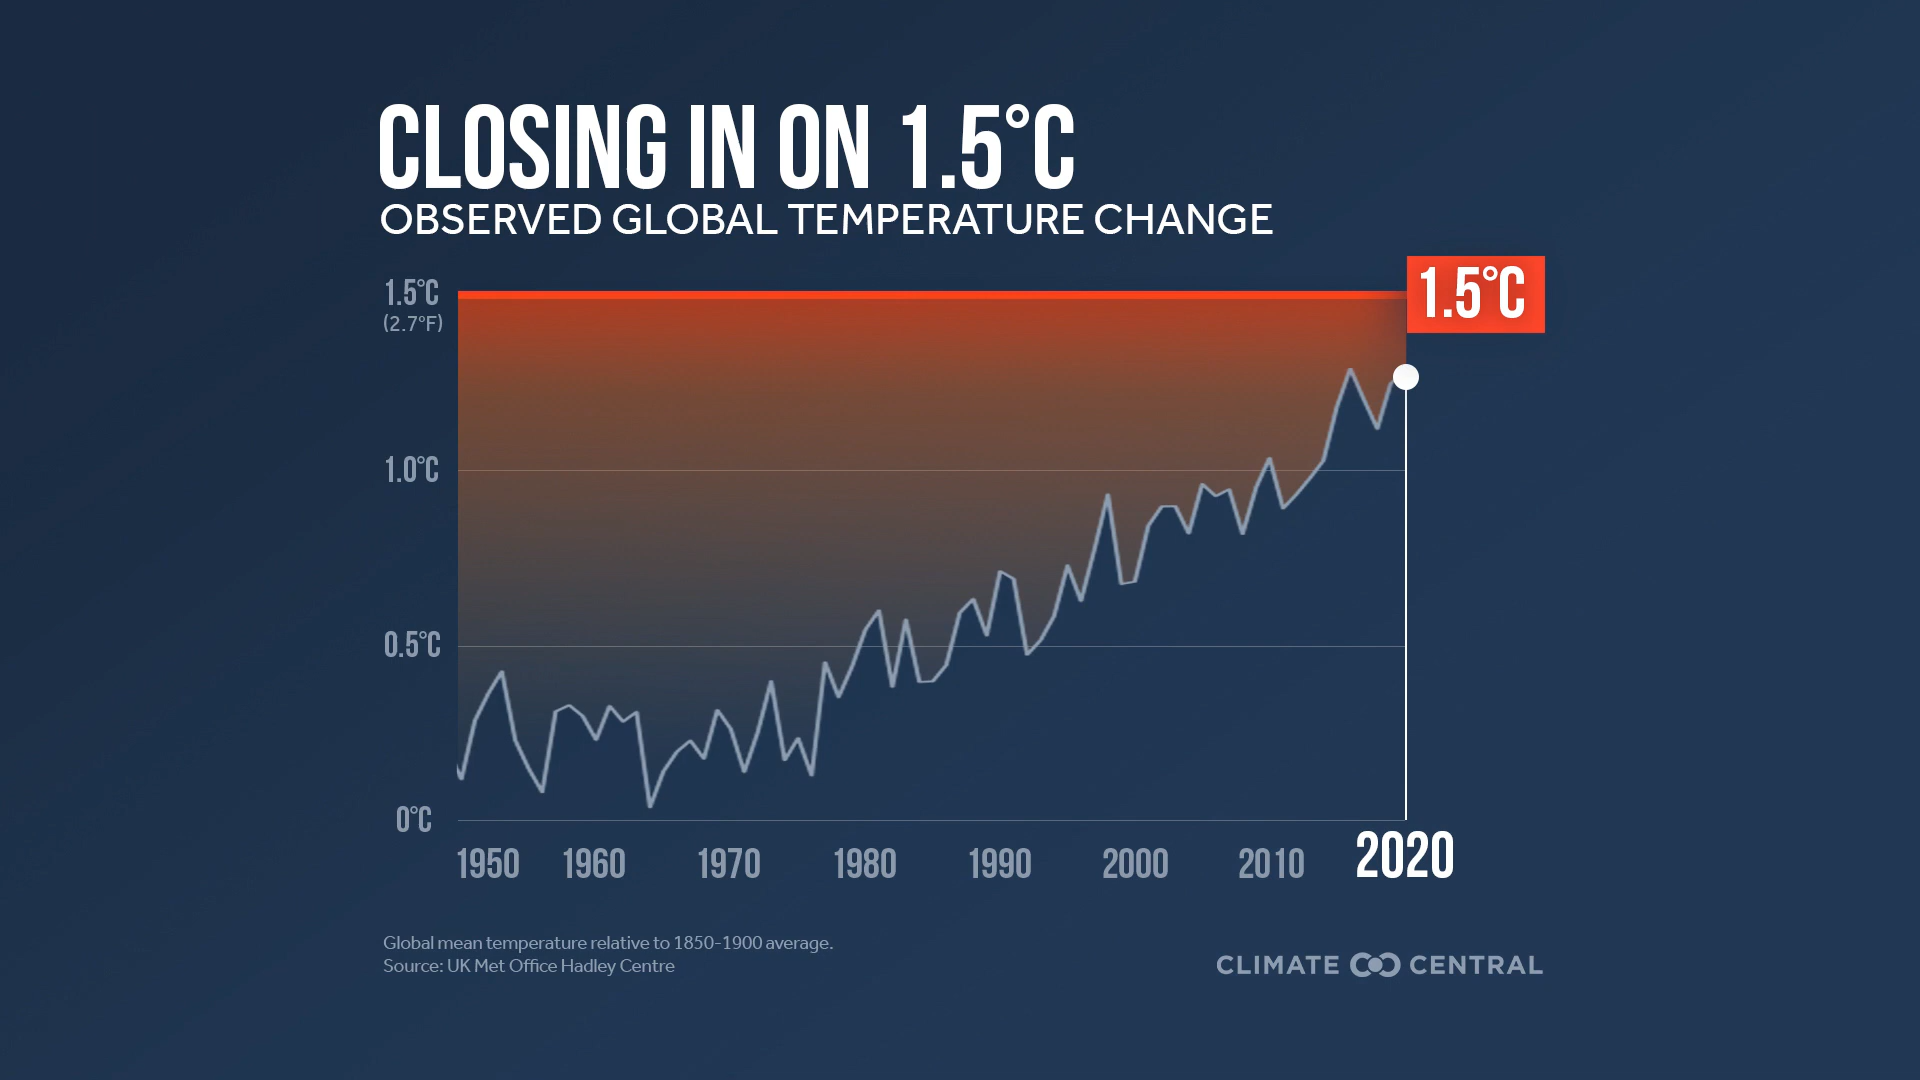 CLOSING IN ON 1.5°C
OBSERVED GLOBAL TEMPERATURE CHANGE
1.5°C
1.5°C
(2.7°F)
1.0°C
0.5°C
0°C
1950 1960 1970 1980 1990 2000 2010 2020
Global mean temperature relative to 1850-1900 average.
Source: UK Met Office Hadley Centre
CLIMATE CENTRAL